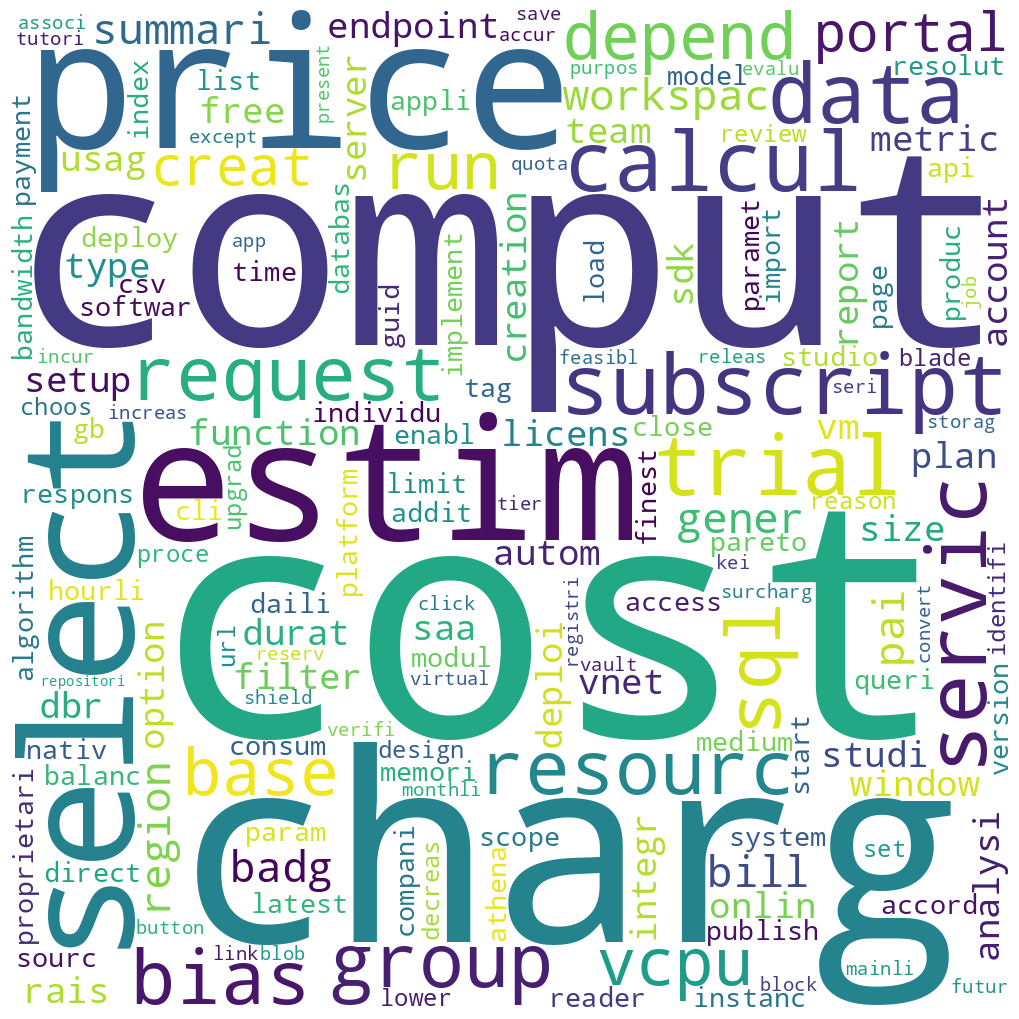 associ
tutori
summari
endpoint
save
accur
depend
portal
price
list
index
free
except
present
server
appli
purpos
model
evalu
resolut
workspac
data
payment
usag
creat
run
quota
team
review
metric
calcul
api
comput
bandwidth
deploy
type
csv
softwar
app
time
databas
guid
implement
creation
load
sdk
paramet
import
report
page
produc
job
account
incur
setup
request
feasibl
releas
studio
blade
seri
subscript
choos
increas
gb
tag
individu
function
enabl
licens
close
vm
storag
plan
select
respons
estim
upgrad
cli
platform
limit
addit
tier
finest
trial
reason
gener
size
servic
proce
autom
pareto
kei
algorithm
hourli
daili
click
access
surcharg
identifi
url
durat
saa
registri
convert
reserv
modul
sql
pai
dbr
option
filter
virtual
vault
vnet
queri
repositori
shield
cost
deploi
version
verifi
nativ
consum
design
medium
studi
balanc
base
memori
monthli
resourc
start
window
region
proprietari
param
scope
system
set
direct
badg
compani
decreas
athena
integr
bill
analysi
latest
charg
onlin
accord
button
publish
sourc
link
blob
bias
group
vcpu
mainli
rais
lower
reader
instanc
block
futur